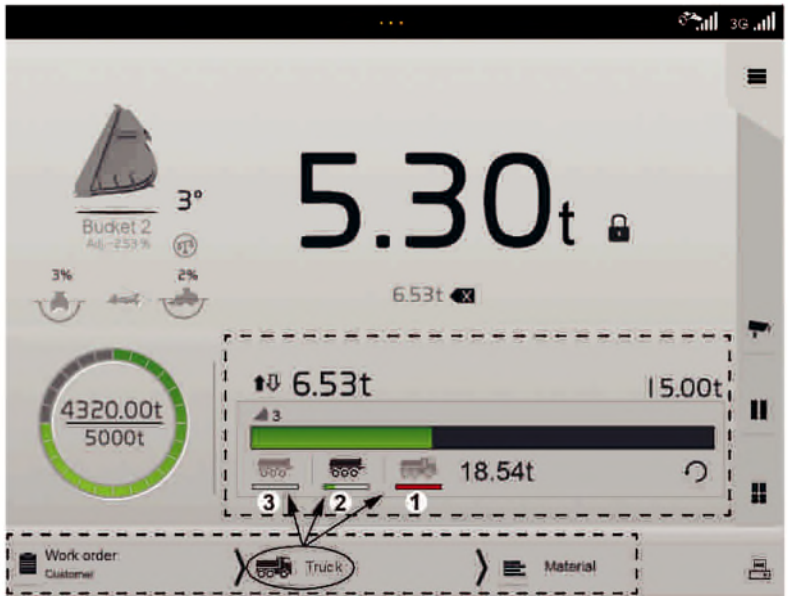 ...
3G
3°
Bucket 2
Adj.-2.53 %
3%
2%
5.30t
6.53t
4320.00t
5000t
6.53t
15.00t
3
18.54t
3
2
1
Work order
Customer
Truck
Material